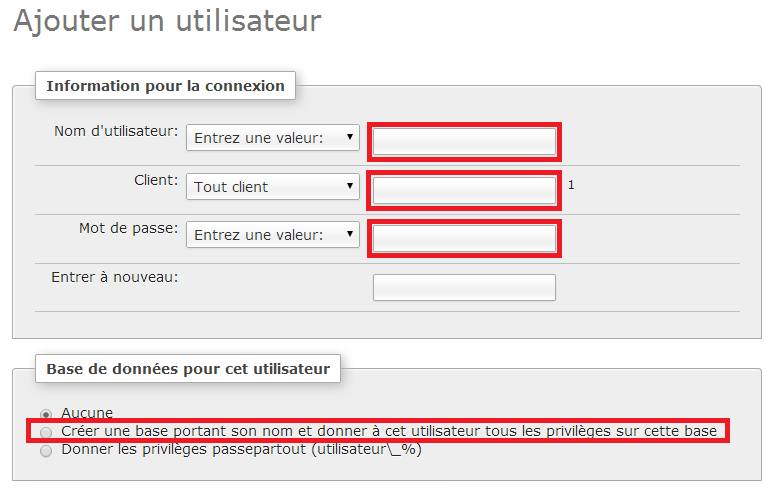 Ajouter un utilisateur
Information pour la connexion
Nom d'utilisateur: Entrez une valeur:
Client: Tout client 1
Mot de passe: Entrez une valeur:
Entrer à nouveau:
Base de données pour cet utilisateur
Aucune
Créer une base portant son nom et donner à cet utilisateur tous les privilèges sur cette base
Donner les privilèges passepartout (utilisateur\_%)